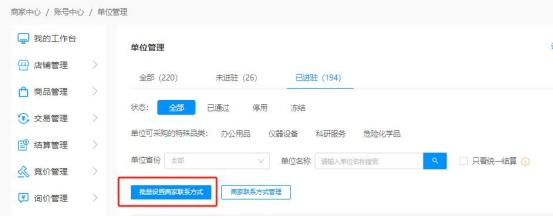 商家中心 / 账号中心 / 单位管理
我的工作台
店铺管理
商品管理
交易管理
结算管理
竞价管理
询价管理
单位管理
全部（220） 未进驻（26） 已进驻（194）
状态： 全部 已通过 停用 冻结
单位可采购的特殊品类： 办公用品 仪器设备 科研服务 危险化学品
单位省份 全部 单位名称 请输入单位名称搜索 只看统一结算
批量设置商家联系方式 商家联系方式管理